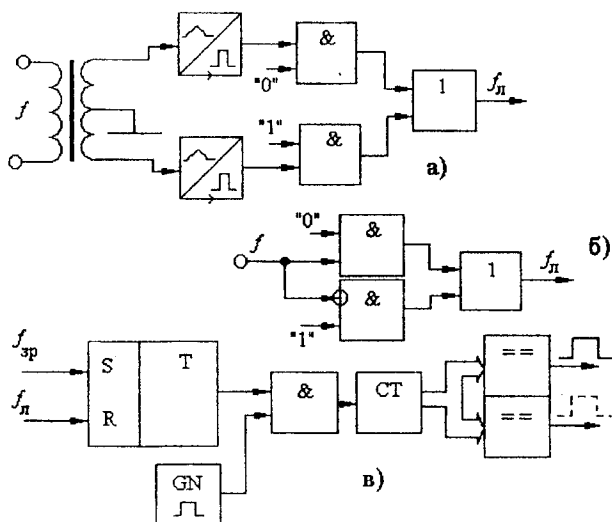 &
"0"
f
1
fл
"1"
&
а)
"0"
&
f
б)
1
fл
&
"1"
fзр
S
T
==
fл
R
&
CT
==
GN
в)